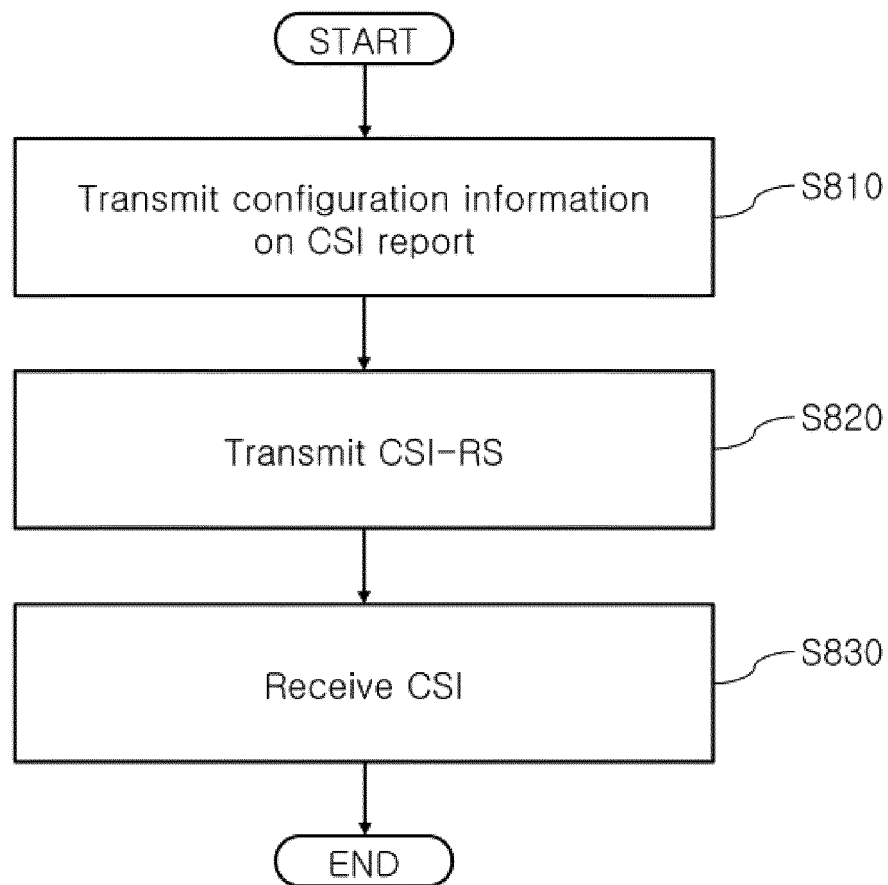 START
Transmit configuration information
on CSI report
S810
Transmit CSI-RS
S820
Receive CSI
S830
END